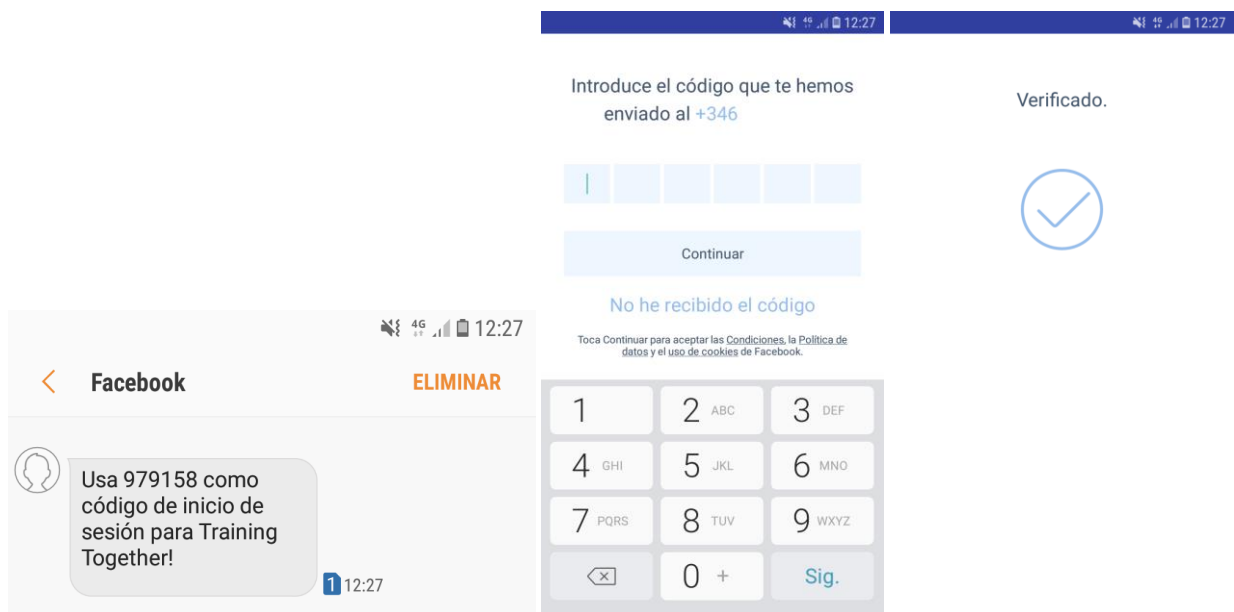 4G 12:27
Facebook ELIMINAR
Usa 979158 como
código de inicio de
sesión para Training
Together!
1 12:27
4G 12:27
Introduce el código que te hemos
enviado al +346
Continuar
No he recibido el código
Toca Continuar para aceptar las Condiciones, la Política de
datos y el uso de cookies de Facebook.
1 2 ABC 3 DEF
4 GHI 5 JKL 6 MNO
7 PQRS 8 TUV 9 WXYZ
0 + Sig.
4G 12:27
Verificado.